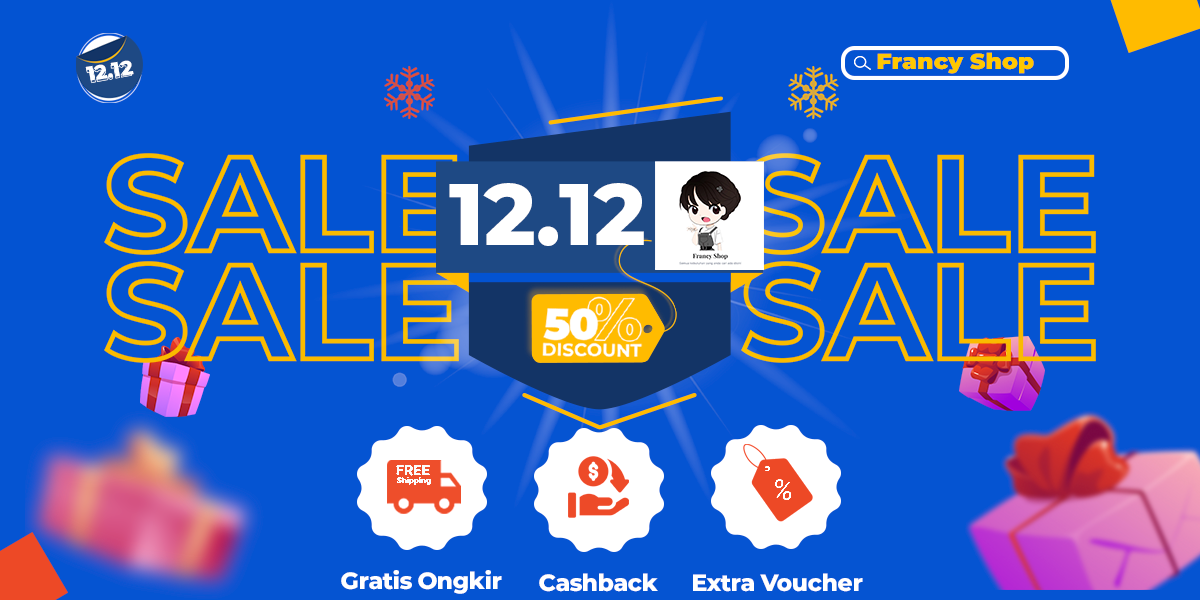 12.12
Francy Shop
SALE SALE
12.12
Francy Shop
SALE SALE
50%
DISCOUNT
FREE
Shipping
%
Gratis Ongkir
Cashback
Extra Voucher